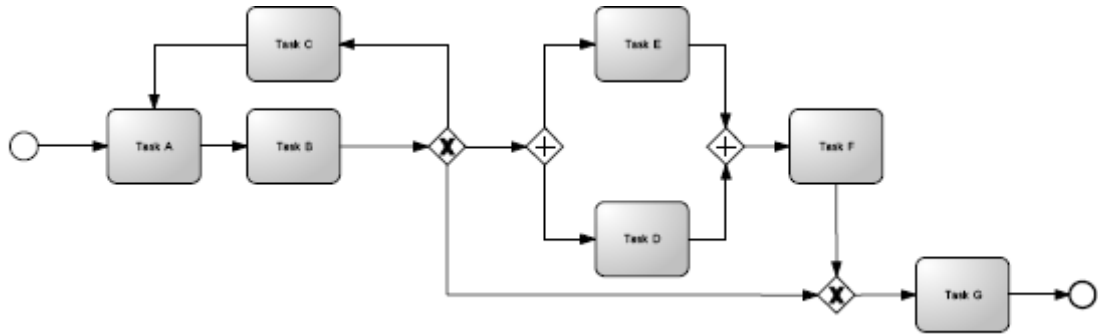 Task C
Task E
Task A
Task B
Task F
Task D
Task G